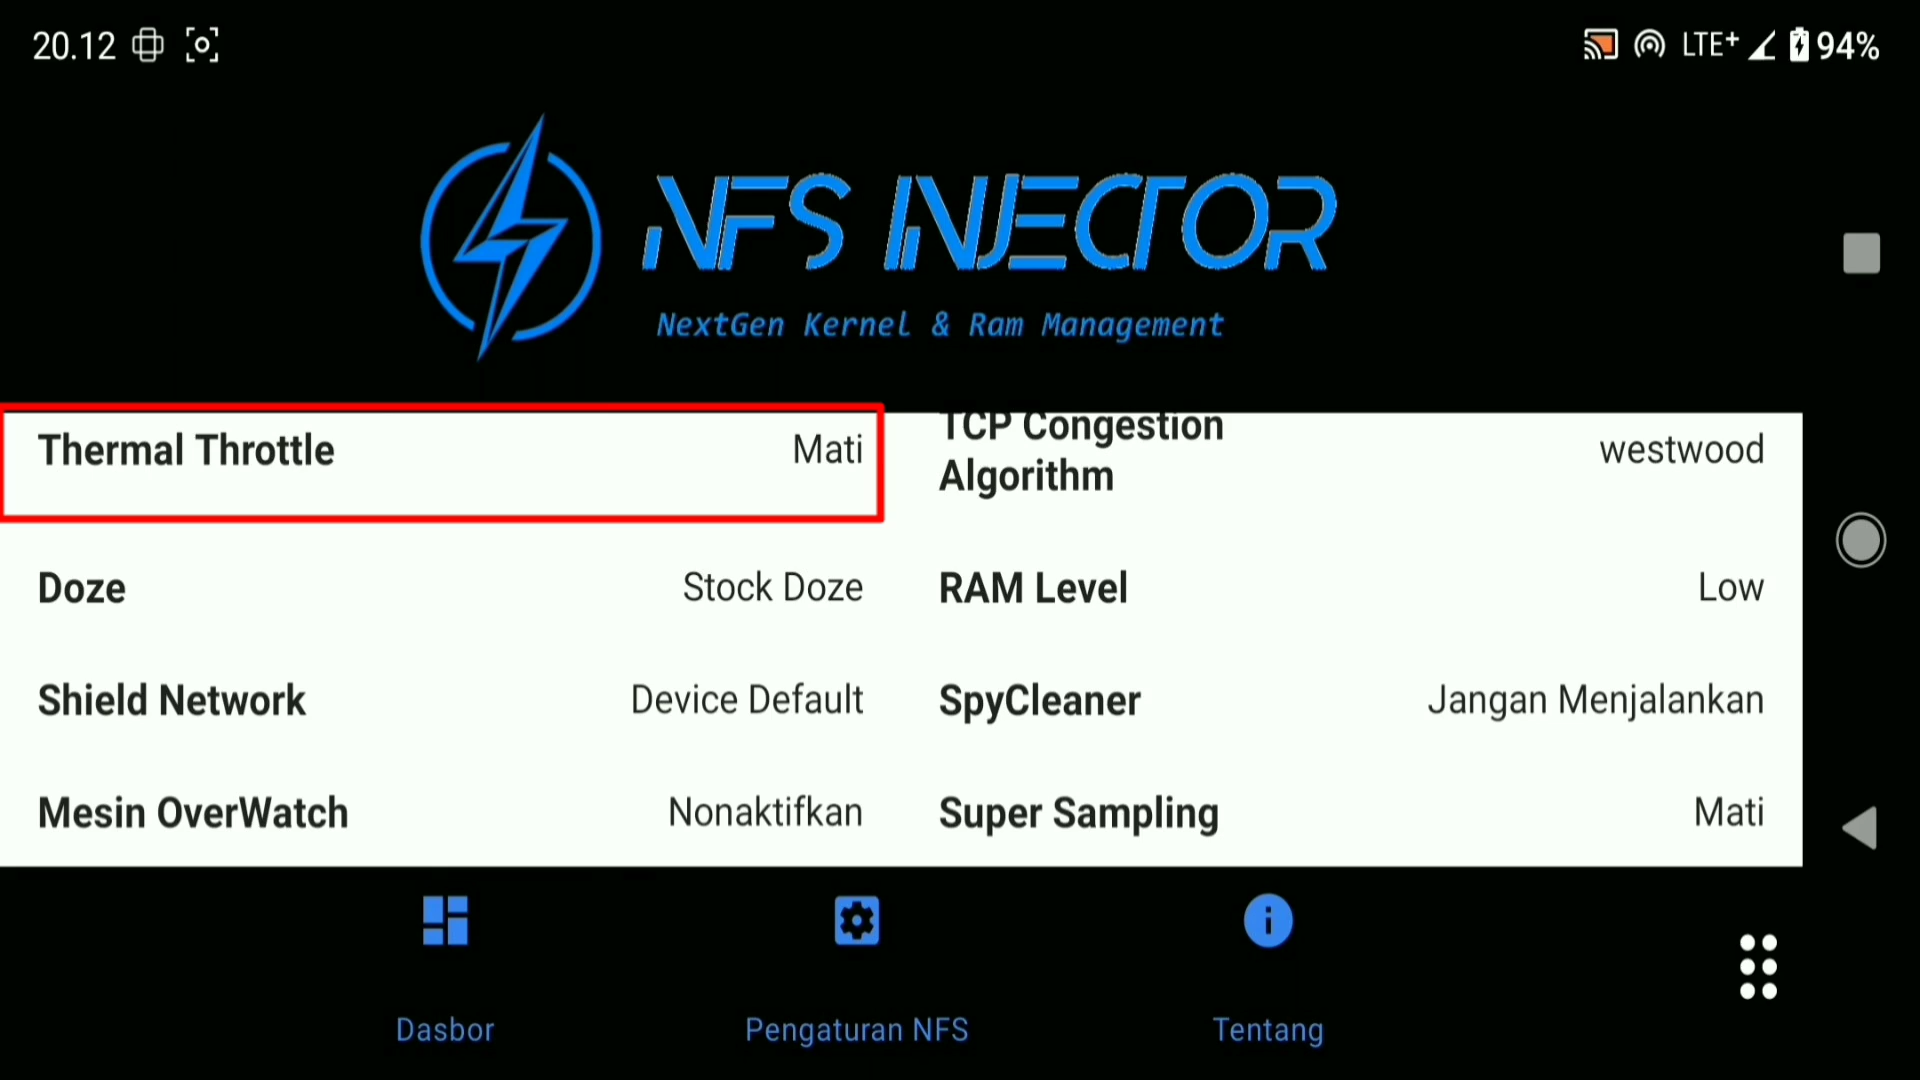 20.12 LTE+ 94%
NFS INJECTOR
NextGen Kernel & Ram Management
Thermal Throttle Mati
TCP Congestion
Algorithm westwood
Doze Stock Doze
RAM Level Low
Shield Network Device Default
SpyCleaner Jangan Menjalankan
Mesin OverWatch Nonaktifkan
Super Sampling Mati
Dasbor Pengaturan NFS Tentang